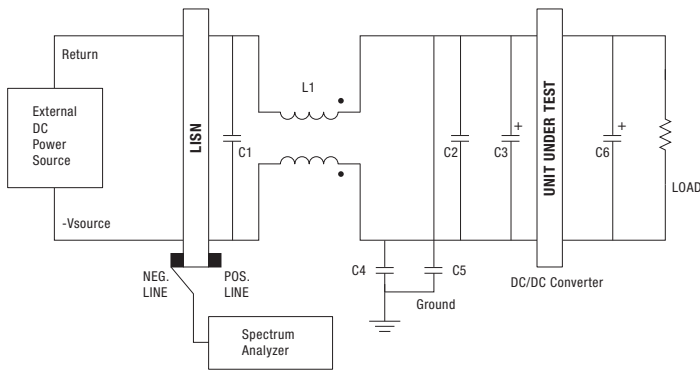 Return
External
DC
Power
Source
-Vsource
LISN
C1
L1
C2
C3
+
UNIT UNDER TEST
C6
+
LOAD
NEG.
LINE
POS.
LINE
C4
C5
Ground
DC/DC Converter
Spectrum
Analyzer